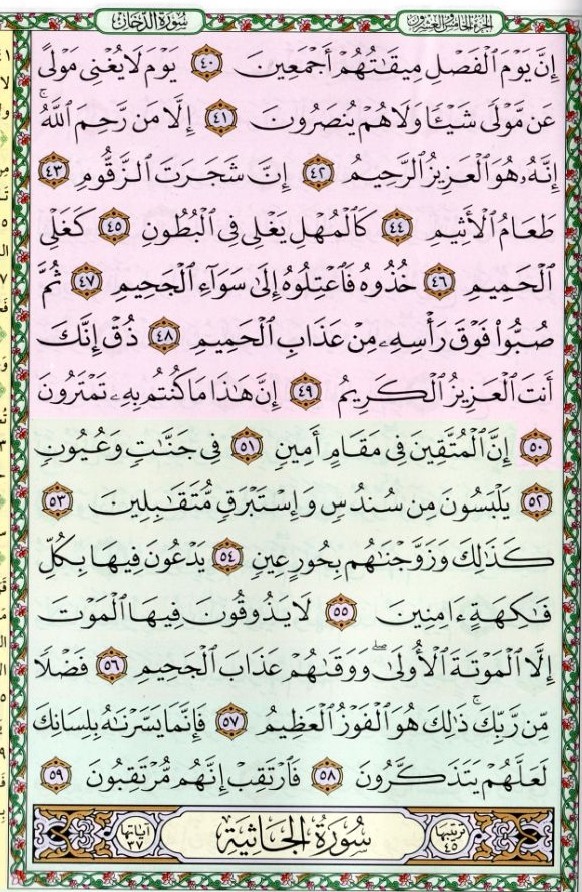 الجزء الخامس والعشرون
سورة الدخان
إِنَّ يَوۡمَ ٱلۡفَصۡلِ مِيقَٰتُهُمۡ أَجۡمَعِينَ ٤٠ يَوۡمَ لَا يُغۡنِي مَوۡلًى
عَن مَّوۡلٗى شَيۡـٔٗا وَلَا هُمۡ يُنصَرُونَ ٤١ إِلَّا مَن رَّحِمَ ٱللَّهُۚ
إِنَّهُۥ هُوَ ٱلۡعَزِيزُ ٱلرَّحِيمُ ٤٢ إِنَّ شَجَرَتَ ٱلزَّقُّومِ ٤٣
طَعَامُ ٱلۡأَثِيمِ ٤٤ كَٱلۡمُهۡلِ يَغۡلِي فِي ٱلۡبُطُونِ ٤٥ كَغَلۡيِ
ٱلۡحَمِيمِ ٤٦ خُذُوهُ فَٱعۡتِلُوهُ إِلَىٰ سَوَآءِ ٱلۡجَحِيمِ ٤٧ ثُمَّ
صُبُّواْ فَوۡقَ رَأۡسِهِۦ مِنۡ عَذَابِ ٱلۡحَمِيمِ ٤٨ ذُقۡ إِنَّكَ
أَنتَ ٱلۡعَزِيزُ ٱلۡكَرِيمُ ٤٩ إِنَّ هَٰذَا مَا كُنتُم بِهِۦ تَمۡتَرُونَ
٥٠ إِنَّ ٱلۡمُتَّقِينَ فِي مَقَامٍ أَمِينٖ ٥١ فِي جَنَّٰتٖ وَعُيُونٖ
٥٢ يَلۡبَسُونَ مِن سُندُسٖ وَإِسۡتَبۡرَقٖ مُّتَقَٰبِلِينَ ٥٣
كَذَٰلِكَ وَزَوَّجۡنَٰهُم بِحُورٍ عِينٖ ٥٤ يَدۡعُونَ فِيهَا بِكُلِّ
فَٰكِهَةٍ ءَامِنِينَ ٥٥ لَا يَذُوقُونَ فِيهَا ٱلۡمَوۡتَ
إِلَّا ٱلۡمَوۡتَةَ ٱلۡأُولَىٰۖ وَوَقَىٰهُمۡ عَذَابَ ٱلۡجَحِيمِ ٥٦ فَضۡلٗا
مِّن رَّبِّكَۚ ذَٰلِكَ هُوَ ٱلۡفَوۡزُ ٱلۡعَظِيمُ ٥٧ فَإِنَّمَا يَسَّرۡنَٰهُ بِلِسَانِكَ
لَعَلَّهُمۡ يَتَذَكَّرُونَ ٥٨ فَٱرۡتَقِبۡ إِنَّهُم مُّرۡتَقِبُونَ ٥٩
ترتيبها ٤٥
سُورَةُ الجَاثِيَةِ
آياتها ٣٧